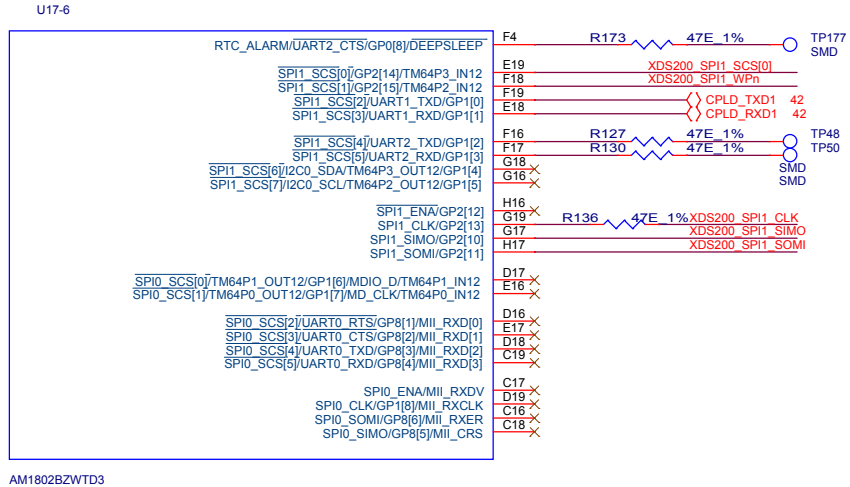 U17-6
RTC_ALARM/UART2_CTS/GP0[8]/DEEPSLEEP F4 R173 47E_1% TP177
SMD
SPI1_SCS[0]/GP2[14]/TM64P3_IN12 E19 XDS200_SPI1_SCS[0]
SPI1_SCS[1]/GP2[15]/TM64P2_IN12 F18 XDS200_SPI1_WPn
SPI1_SCS[2]/UART1_TXD/GP1[0] F19 CPLD_TXD1 42
SPI1_SCS[3]/UART1_RXD/GP1[1] E18 CPLD_RXD1 42
SPI1_SCS[4]/UART2_TXD/GP1[2] F16 R127 47E_1% TP48
SPI1_SCS[5]/UART2_RXD/GP1[3] F17 R130 47E_1% TP50
SPI1_SCS[6]/I2C0_SDA/TM64P3_OUT12/GP1[4] G18 SMD
SPI1_SCS[7]/I2C0_SCL/TM64P2_OUT12/GP1[5] G16 SMD
SPI1_ENA/GP2[12] H16
SPI1_CLK/GP2[13] G19 R136 47E_1% XDS200_SPI1_CLK
SPI1_SIMO/GP2[10] G17 XDS200_SPI1_SIMO
SPI1_SOMI/GP2[11] H17 XDS200_SPI1_SOMI
SPI0_SCS[0]/TM64P1_OUT12/GP1[6]/MDIO_D/TM64P1_IN12 D17
SPI0_SCS[1]/TM64P0_OUT12/GP1[7]/MD_CLK/TM64P0_IN12 E16
SPI0_SCS[2]/UART0_RTS/GP8[1]/MII_RXD[0] D16
SPI0_SCS[3]/UART0_CTS/GP8[2]/MII_RXD[1] E17
SPI0_SCS[4]/UART0_TXD/GP8[3]/MII_RXD[2] D18
SPI0_SCS[5]/UART0_RXD/GP8[4]/MII_RXD[3] C19
SPI0_ENA/MII_RXDV C17
SPI0_CLK/GP1[8]/MII_RXCLK D19
SPI0_SOMI/GP8[6]/MII_RXER C16
SPI0_SIMO/GP8[5]/MII_CRS C18
AM1802BZWTD3